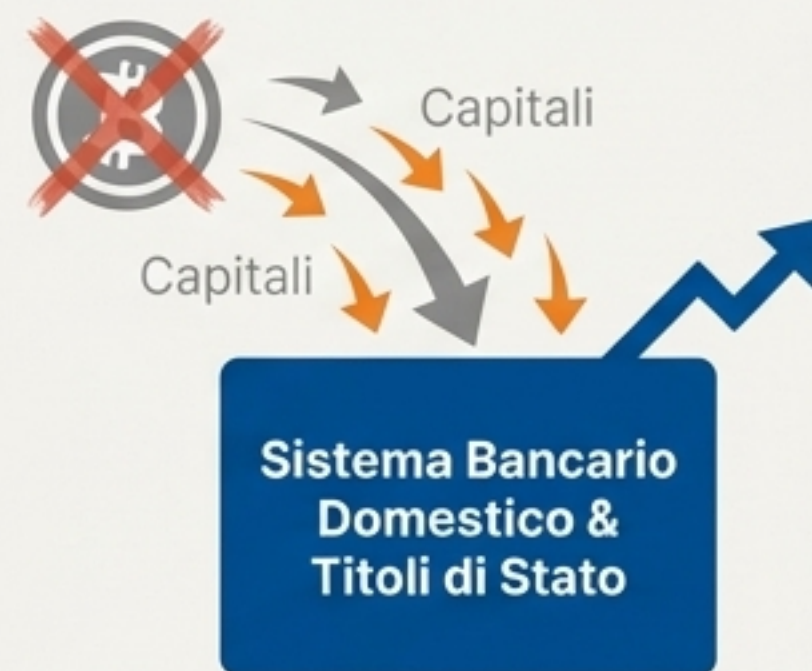 Capitali
Capitali
Sistema Bancario
Domestico &
Titoli di Stato